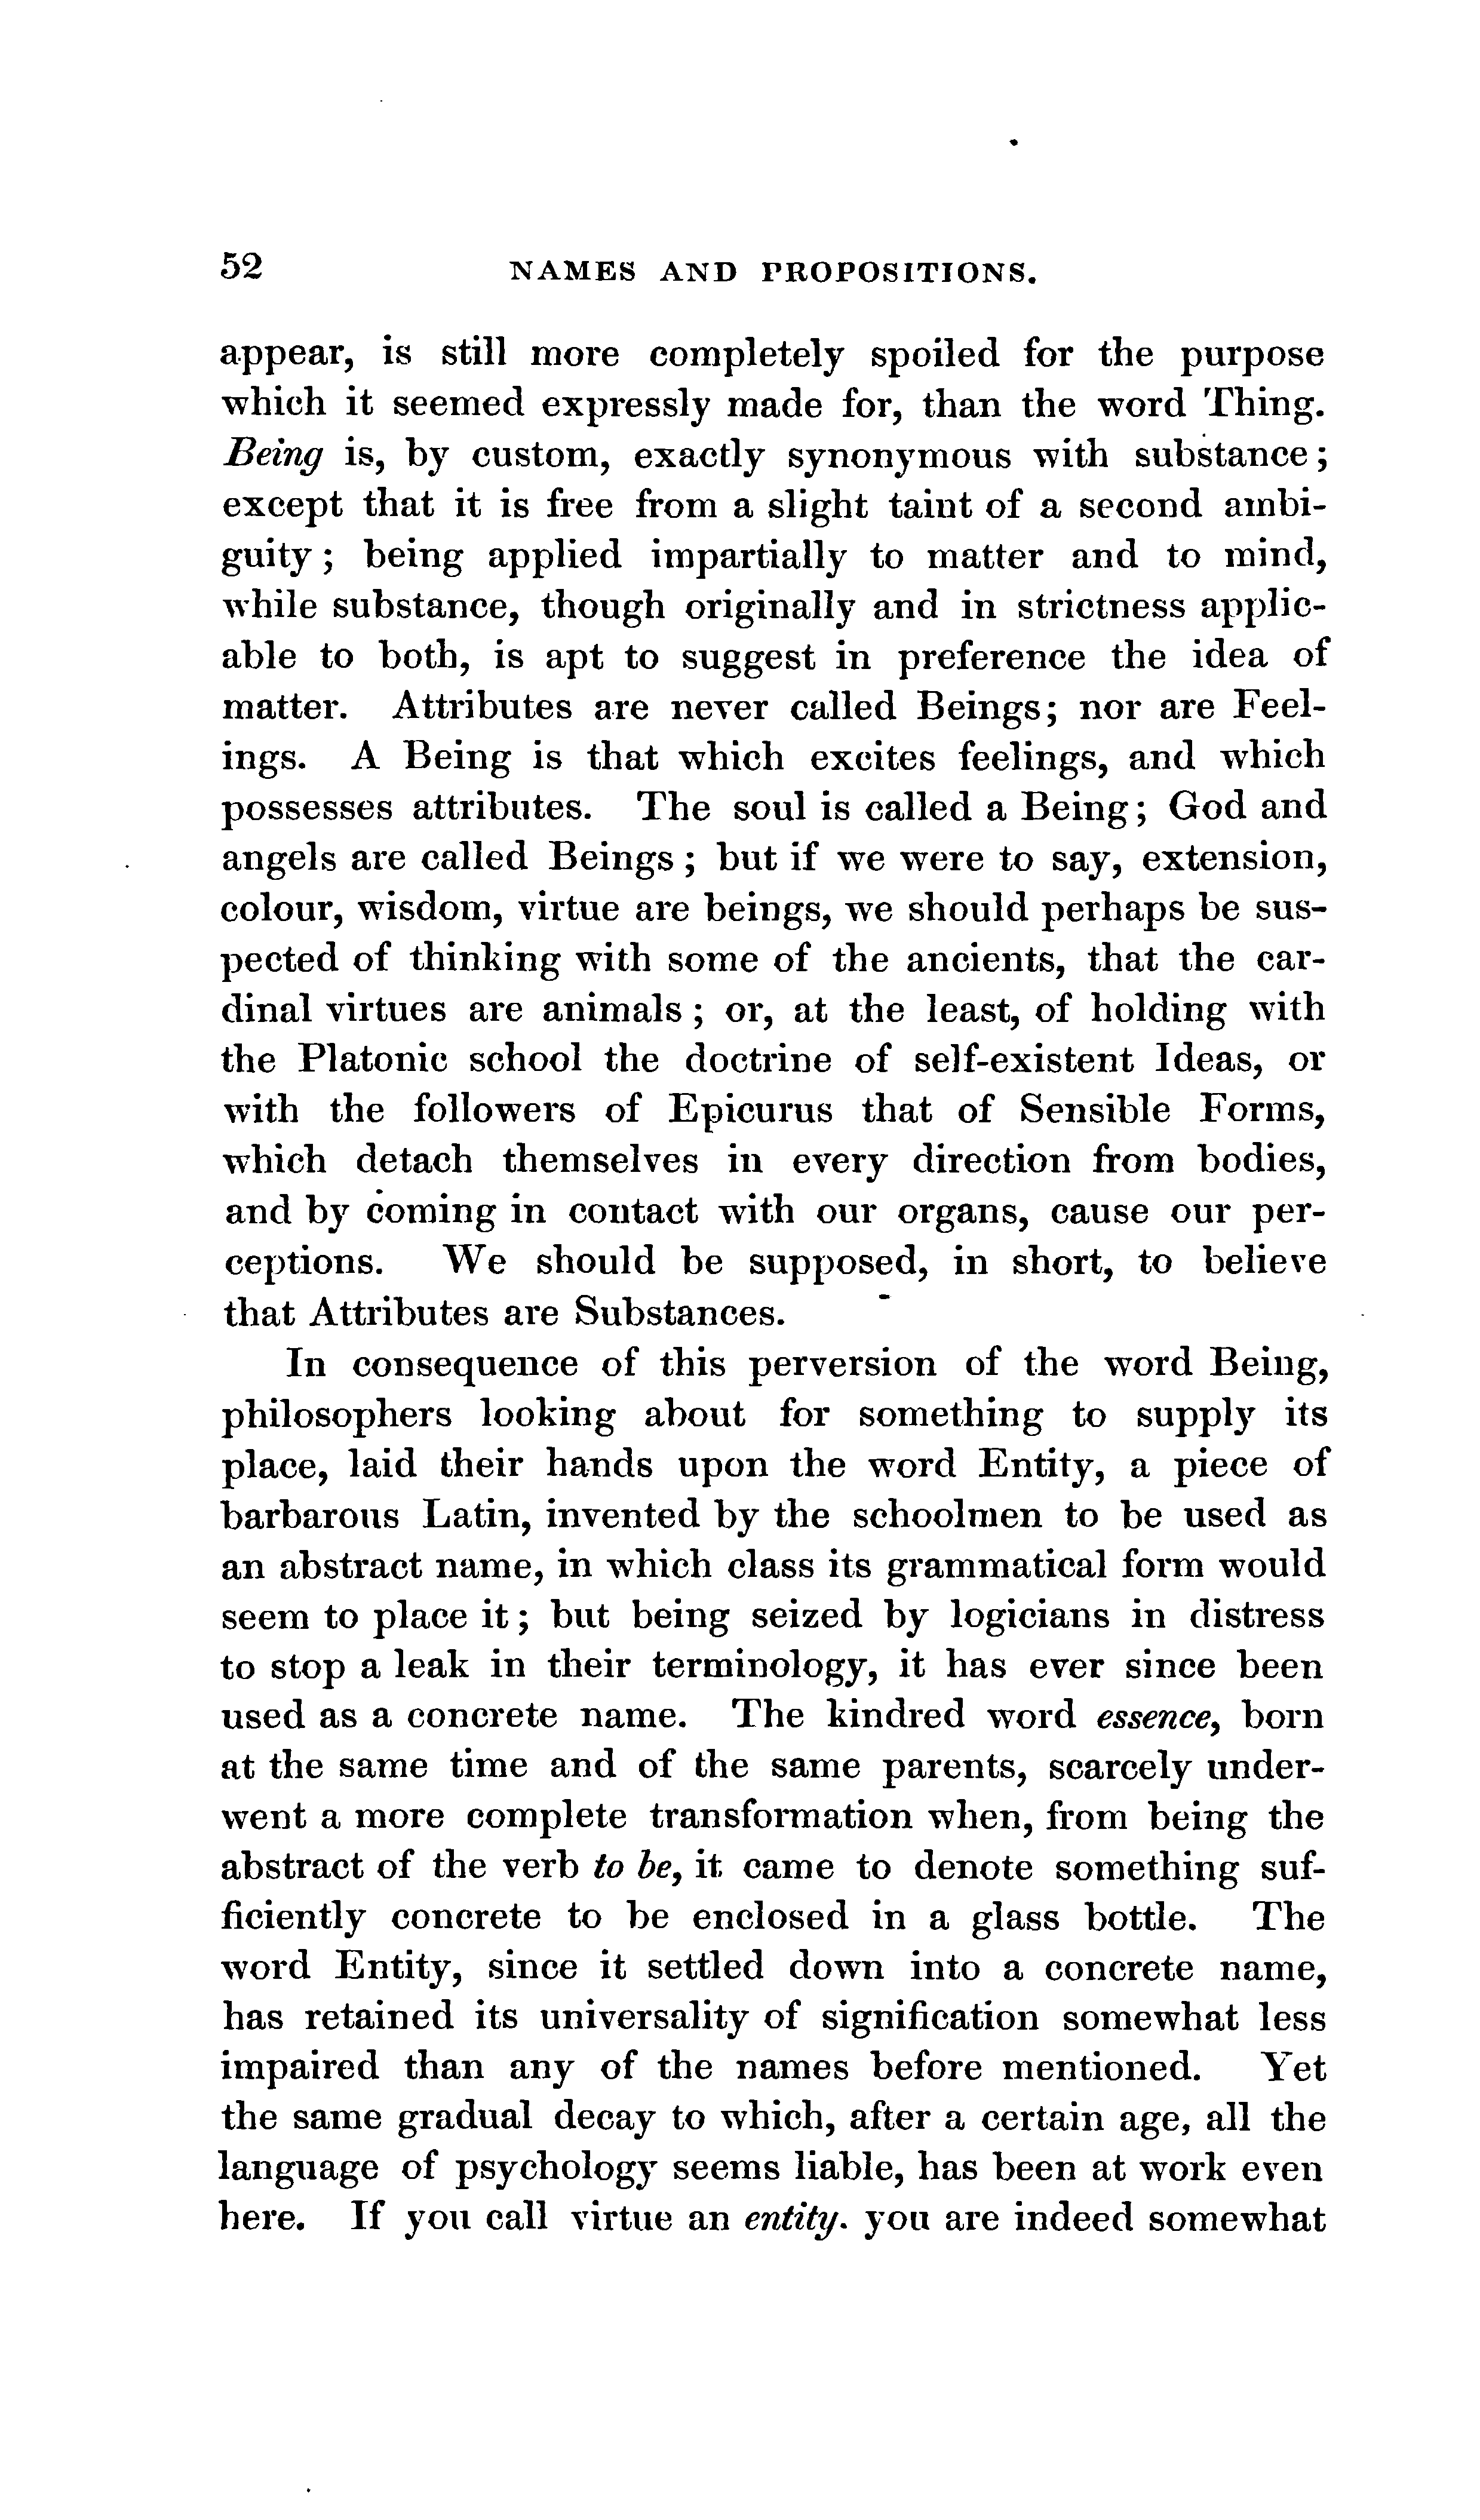 52 NAMES AND PROPOSITIONS.
appear, is still more completely spoiled for the purpose
which it seemed expressly made for, than the word Thing.
Being is, by custom, exactly synonymous with substance;
except that it is free from a slight taint of a second ambi-
guity; being applied impartially to matter and to mind,
while substance, though originally and in strictness applic-
able to both, is apt to suggest in preference the idea of
matter. Attributes are never called Beings; nor are Feel-
ings. A Being is that which excites feelings, and which
possesses attributes. The soul is called a Being; God and
angels are called Beings; but if we were to say, extension,
colour, wisdom, virtue are beings, we should perhaps be sus-
pected of thinking with some of the ancients, that the car-
dinal virtues are animals; or, at the least, of holding with
the Platonic school the doctrine of self-existent Ideas, or
with the followers of Epicurus that of Sensible Forms,
which detach themselves in every direction from bodies,
and by coming in contact with our organs, cause our per-
ceptions. We should be supposed, in short, to believe
that Attributes are Substances.
In consequence of this perversion of the word Being,
philosophers looking about for something to supply its
place, laid their hands upon the word Entity, a piece of
barbarous Latin, invented by the schoolmen to be used as
an abstract name, in which class its grammatical form would
seem to place it; but being seized by logicians in distress
to stop a leak in their terminology, it has ever since been
used as a concrete name. The kindred word essence, born
at the same time and of the same parents, scarcely under-
went a more complete transformation when, from being the
abstract of the verb to be, it came to denote something suf-
ficiently concrete to be enclosed in a glass bottle. The
word Entity, since it settled down into a concrete name,
has retained its universality of signification somewhat less
impaired than any of the names before mentioned. Yet
the same gradual decay to which, after a certain age, all the
language of psychology seems liable, has been at work even
here. If you call virtue an entity. you are indeed somewhat